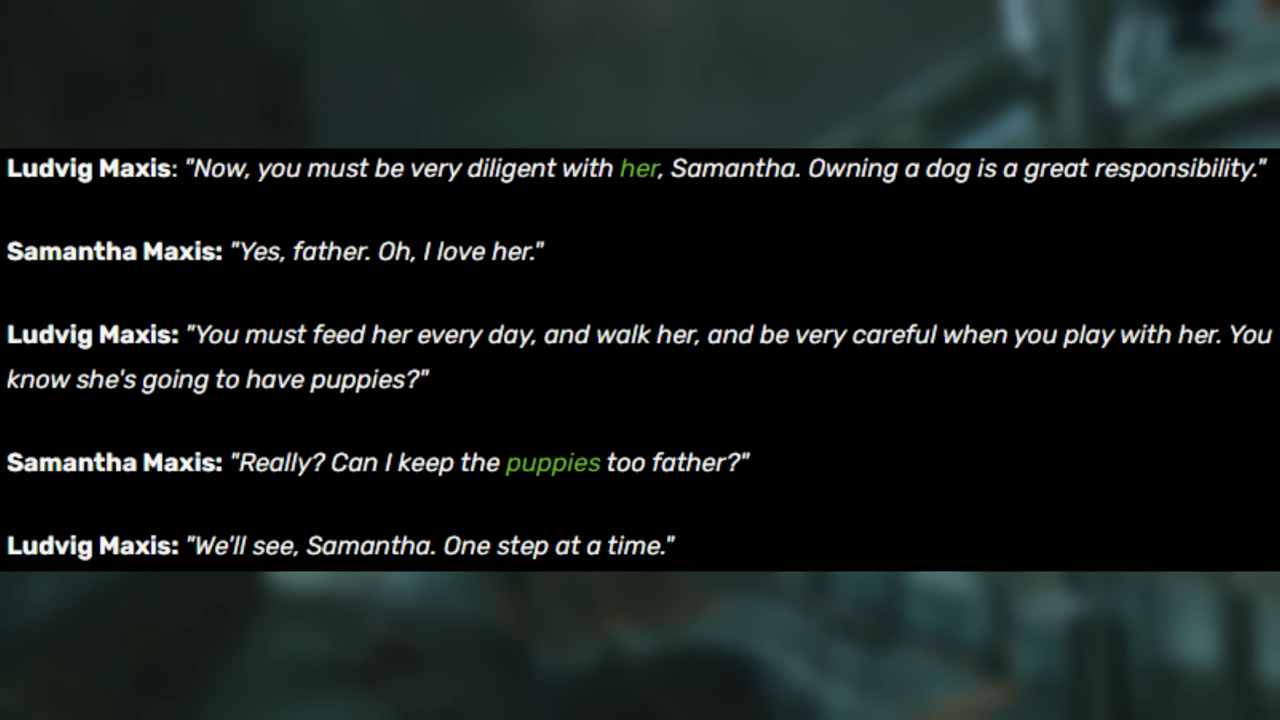 Ludvig Maxis: "Now, you must be very diligent with her, Samantha. Owning a dog is a great responsibility."
Samantha Maxis: "Yes, father. Oh, I love her."
Ludvig Maxis: "You must feed her every day, and walk her, and be very careful when you play with her. You
know she's going to have puppies?"
Samantha Maxis: "Really? Can I keep the puppies too father?"
Ludvig Maxis: "We'll see, Samantha. One step at a time."